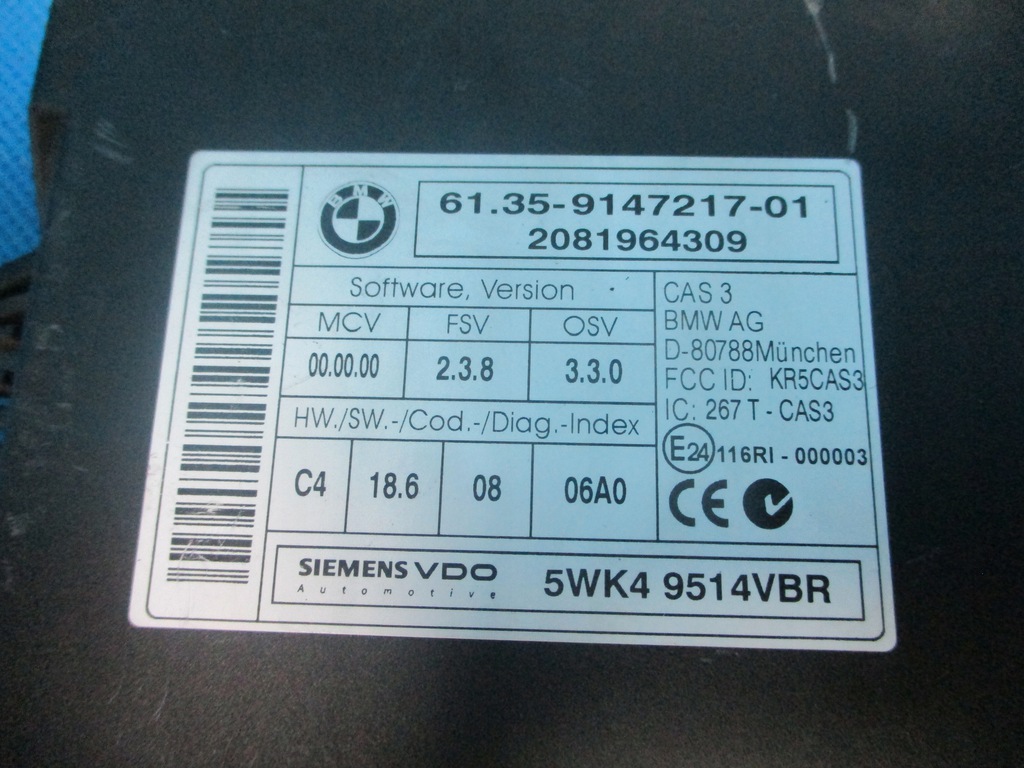 BMW
61.35-9147217-01
2081964309
Software, Version
MCV FSV OSV
00.00.00 2.3.8 3.3.0
HW./SW.-/Cod.-/Diag.-Index
C4 18.6 08 06A0
CAS 3
BMW AG
D-80788München
FCC ID: KR5CAS3
IC: 267 T - CAS3
E24 116RI - 000003
CE
SIEMENS VDO
Automotive
5WK4 9514VBR